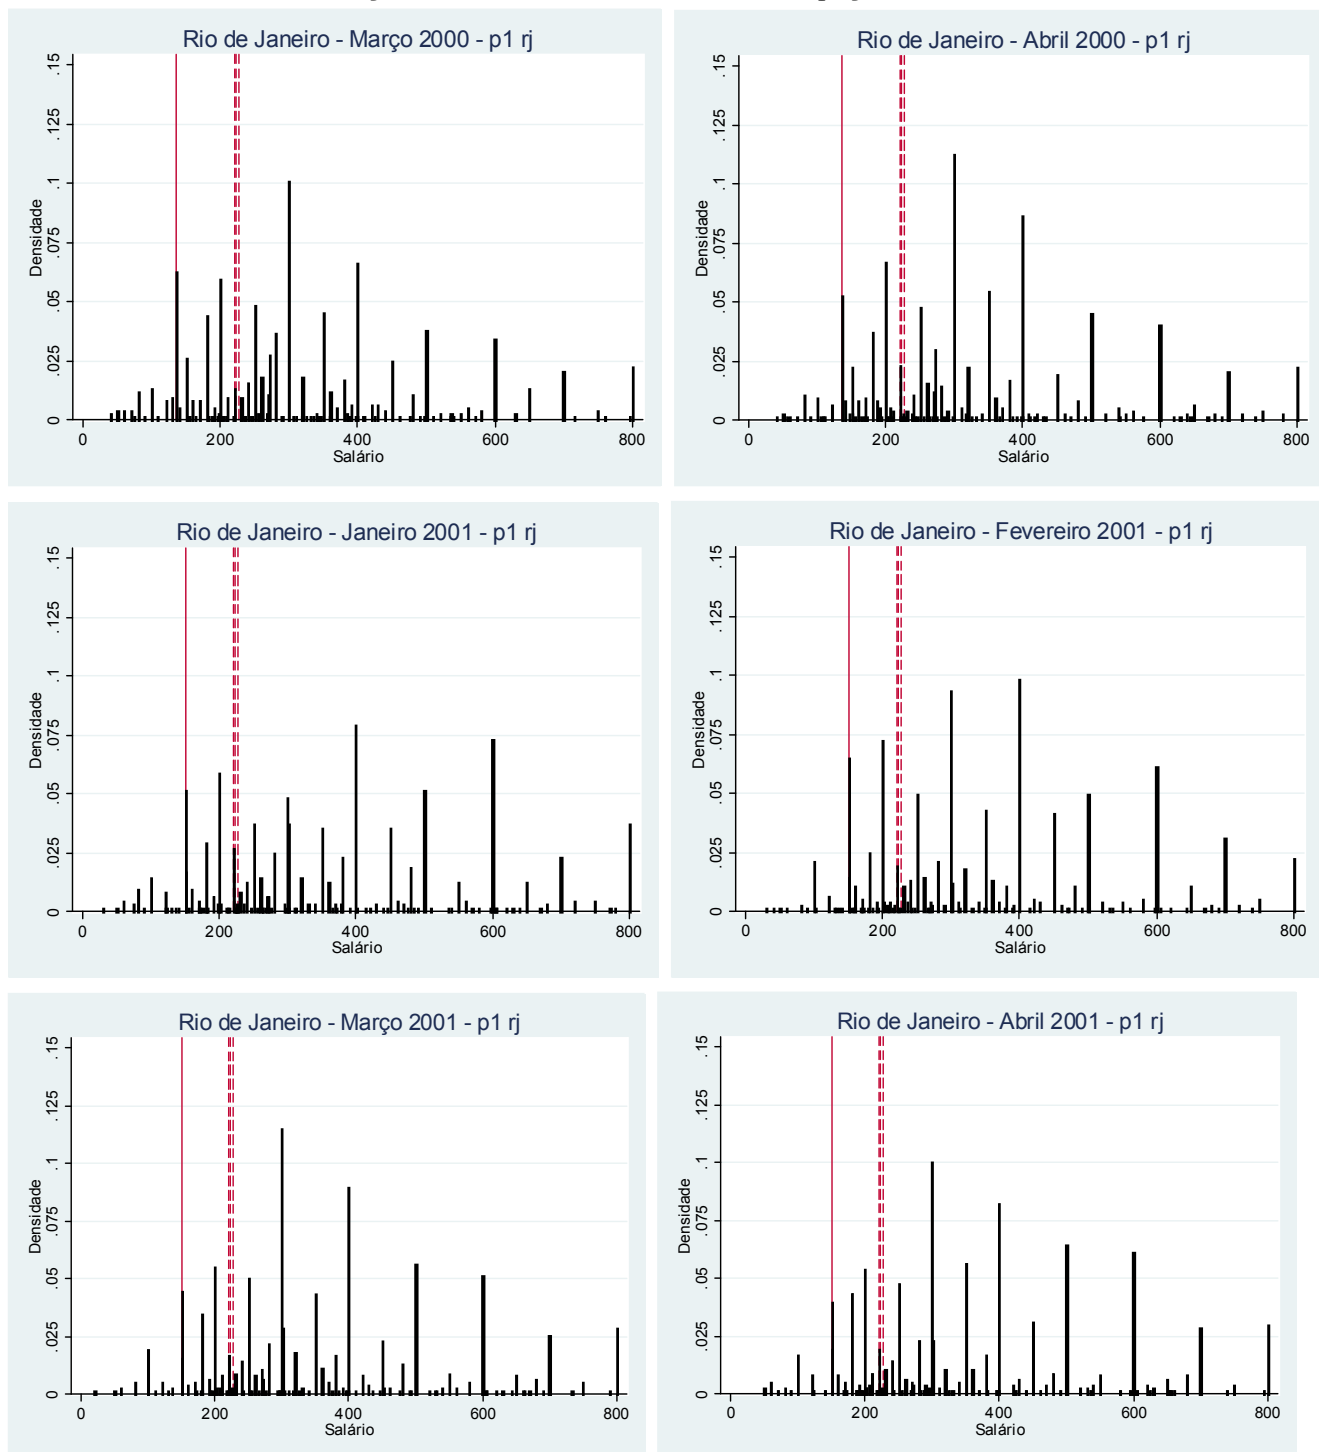 Rio de Janeiro - Março 2000 - p1 rj
Densidade
0 .025 .05 .075 .1 .125 .15
0 200 400 600 800
Salário
Rio de Janeiro - Abril 2000 - p1 rj
Densidade
0 .025 .05 .075 .1 .125 .15
0 200 400 600 800
Salário
Rio de Janeiro - Janeiro 2001 - p1 rj
Densidade
0 .025 .05 .075 .1 .125 .15
0 200 400 600 800
Salário
Rio de Janeiro - Fevereiro 2001 - p1 rj
Densidade
0 .025 .05 .075 .1 .125 .15
0 200 400 600 800
Salário
Rio de Janeiro - Março 2001 - p1 rj
Densidade
0 .025 .05 .075 .1 .125 .15
0 200 400 600 800
Salário
Rio de Janeiro - Abril 2001 - p1 rj
Densidade
0 .025 .05 .075 .1 .125 .15
0 200 400 600 800
Salário